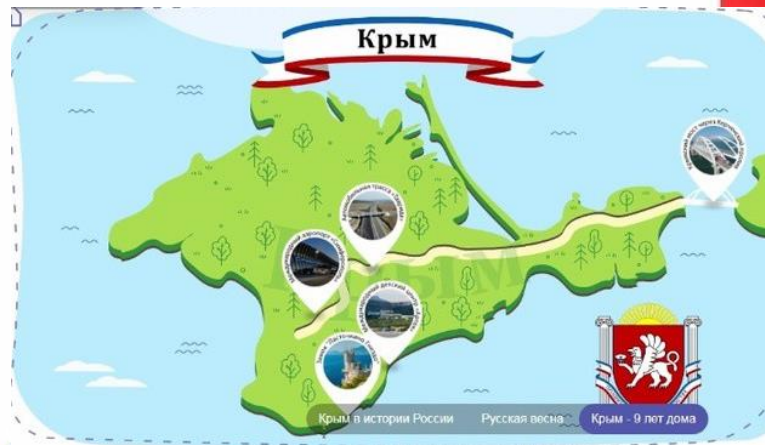 Крым
Крымский мост через Керченский пролив
Автомобильная трасса «Таврида»
Международный аэропорт «Симферополь»
Международный детский центр «Артек»
Замок "Ласточкино Гнездо"
Крым
Крым в истории России
Русская весна
Крым - 9 лет дома